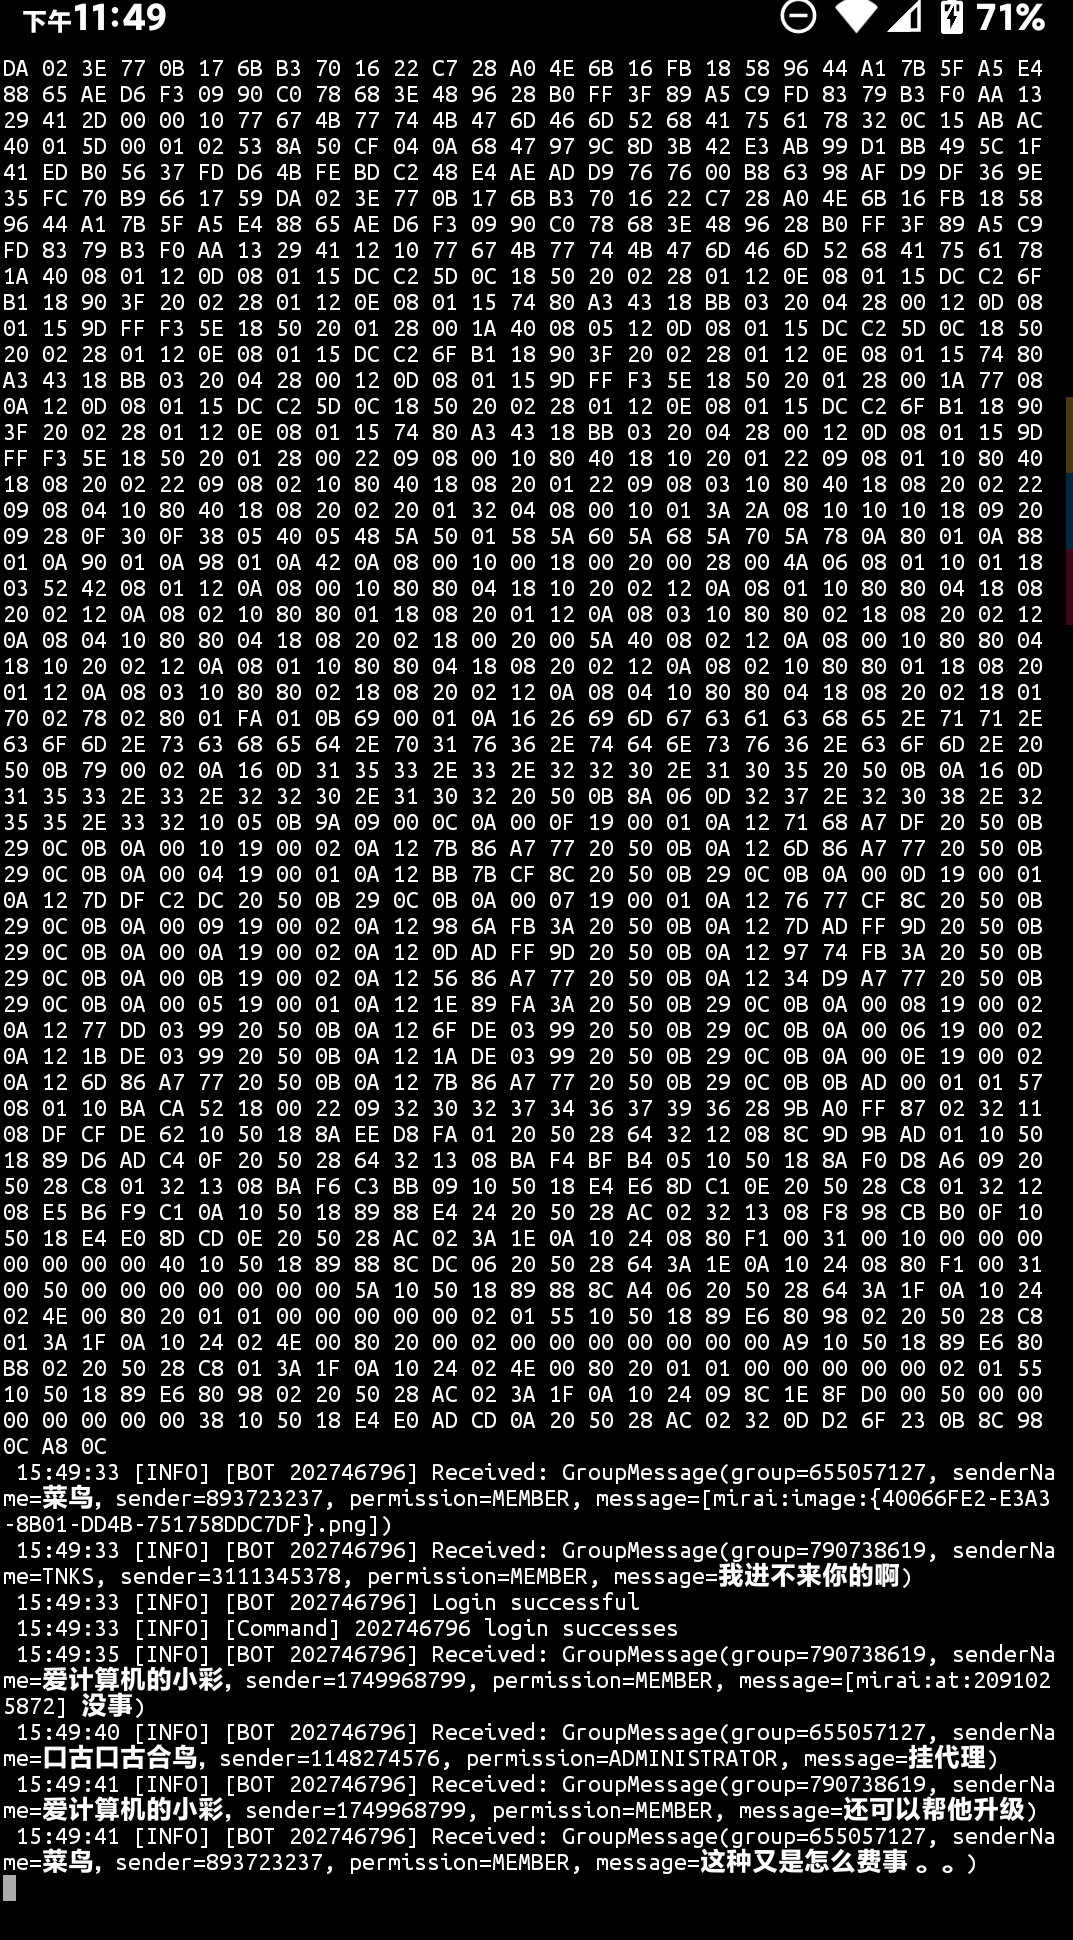 下午11:49 71%
DA 02 3E 77 0B 17 6B B3 70 16 22 C7 28 A0 4E 6B 16 FB 18 58 96 44 A1 7B 5F A5 E4
88 65 AE D6 F3 09 90 C0 78 68 3E 48 96 28 B0 FF 3F 89 A5 C9 FD 83 79 B3 F0 AA 13
29 41 2D 00 00 10 77 67 4B 77 74 4B 47 6D 46 6D 52 68 41 75 61 78 32 0C 15 AB AC
40 01 5D 00 01 02 53 8A 50 CF 04 0A 68 47 97 9C 8D 3B 42 E3 AB 99 D1 BB 49 5C 1F
41 ED B0 56 37 FD D6 4B FE BD C2 48 E4 AE AD D9 76 76 00 B8 63 98 AF D9 DF 36 9E
35 FC 70 B9 66 17 59 DA 02 3E 77 0B 17 6B B3 70 16 22 C7 28 A0 4E 6B 16 FB 18 58
96 44 A1 7B 5F A5 E4 88 65 AE D6 F3 09 90 C0 78 68 3E 48 96 28 B0 FF 3F 89 A5 C9
FD 83 79 B3 F0 AA 13 29 41 12 10 77 67 4B 77 74 4B 47 6D 46 6D 52 68 41 75 61 78
1A 40 08 01 12 0D 08 01 15 DC C2 5D 0C 18 50 20 02 28 01 12 0E 08 01 15 DC C2 6F
B1 18 90 3F 20 02 28 01 12 0E 08 01 15 74 80 A3 43 18 BB 03 20 04 28 00 12 0D 08
01 15 9D FF F3 5E 18 50 20 01 28 00 1A 40 08 05 12 0D 08 01 15 DC C2 5D 0C 18 50
20 02 28 01 12 0E 08 01 15 DC C2 6F B1 18 90 3F 20 02 28 01 12 0E 08 01 15 74 80
A3 43 18 BB 03 20 04 28 00 12 0D 08 01 15 9D FF F3 5E 18 50 20 01 28 00 1A 77 08
0A 12 0D 08 01 15 DC C2 5D 0C 18 50 20 02 28 01 12 0E 08 01 15 DC C2 6F B1 18 90
3F 20 02 28 01 12 0E 08 01 15 74 80 A3 43 18 BB 03 20 04 28 00 12 0D 08 01 15 9D
FF F3 5E 18 50 20 01 28 00 22 09 08 00 10 80 40 18 10 20 01 22 09 08 01 10 80 40
18 08 20 02 22 09 08 02 10 80 40 18 08 20 01 22 09 08 03 10 80 40 18 08 20 02 22
09 08 04 10 80 40 18 08 20 02 20 01 32 04 08 00 10 01 3A 2A 08 10 10 10 18 09 20
09 28 0F 30 0F 38 05 40 05 48 5A 50 01 58 5A 60 5A 68 5A 70 5A 78 0A 80 01 0A 88
01 0A 90 01 0A 98 01 0A 42 0A 08 00 10 00 18 00 20 00 28 00 4A 06 08 01 10 01 18
03 52 42 08 01 12 0A 08 00 10 80 80 04 18 10 20 02 12 0A 08 01 10 80 80 04 18 08
20 02 12 0A 08 02 10 80 80 01 18 08 20 01 12 0A 08 03 10 80 80 02 18 08 20 02 12
0A 08 04 10 80 80 04 18 08 20 02 18 00 20 00 5A 40 08 02 12 0A 08 00 10 80 80 04
18 10 20 02 12 0A 08 01 10 80 80 04 18 08 20 02 12 0A 08 02 10 80 80 01 18 08 20
01 12 0A 08 03 10 80 80 02 18 08 20 02 12 0A 08 04 10 80 80 04 18 08 20 02 18 01
70 02 78 02 80 01 FA 01 0B 69 00 01 0A 16 26 69 6D 67 63 61 63 68 65 2E 71 71 2E
63 6F 6D 2E 73 63 68 65 64 2E 70 31 76 36 2E 74 64 6E 73 76 36 2E 63 6F 6D 2E 20
50 0B 79 00 02 0A 16 0D 31 35 33 2E 33 2E 32 32 30 2E 31 30 35 20 50 0B 0A 16 0D
31 35 33 2E 33 2E 32 32 30 2E 31 30 32 20 50 0B 8A 06 0D 32 37 2E 32 30 38 2E 32
35 35 2E 33 32 10 05 0B 9A 09 00 0C 0A 00 0F 19 00 01 0A 12 71 68 A7 DF 20 50 0B
29 0C 0B 0A 00 10 19 00 02 0A 12 7B 86 A7 77 20 50 0B 0A 12 6D 86 A7 77 20 50 0B
29 0C 0B 0A 00 04 19 00 01 0A 12 BB 7B CF 8C 20 50 0B 29 0C 0B 0A 00 0D 19 00 01
0A 12 7D DF C2 DC 20 50 0B 29 0C 0B 0A 00 07 19 00 01 0A 12 76 77 CF 8C 20 50 0B
29 0C 0B 0A 00 09 19 00 02 0A 12 98 6A FB 3A 20 50 0B 0A 12 7D AD FF 9D 20 50 0B
29 0C 0B 0A 00 0A 19 00 02 0A 12 0D AD FF 9D 20 50 0B 0A 12 97 74 FB 3A 20 50 0B
29 0C 0B 0A 00 0B 19 00 02 0A 12 56 86 A7 77 20 50 0B 0A 12 34 D9 A7 77 20 50 0B
29 0C 0B 0A 00 05 19 00 01 0A 12 1E 89 FA 3A 20 50 0B 29 0C 0B 0A 00 08 19 00 02
0A 12 77 DD 03 99 20 50 0B 0A 12 6F DE 03 99 20 50 0B 29 0C 0B 0A 00 06 19 00 02
0A 12 1B DE 03 99 20 50 0B 0A 12 1A DE 03 99 20 50 0B 29 0C 0B 0A 00 0E 19 00 02
0A 12 6D 86 A7 77 20 50 0B 0A 12 7B 86 A7 77 20 50 0B 29 0C 0B 0B AD 00 01 01 57
08 01 10 BA CA 52 18 00 22 09 32 30 32 37 34 36 37 39 36 28 9B A0 FF 87 02 32 11
08 DF CF DE 62 10 50 18 8A EE D8 FA 01 20 50 28 64 32 12 08 8C 9D 9B AD 01 10 50
18 89 D6 AD C4 0F 20 50 28 64 32 13 08 BA F4 BF B4 05 10 50 18 8A F0 D8 A6 09 20
50 28 C8 01 32 13 08 BA F6 C3 BB 09 10 50 18 E4 E6 8D C1 0E 20 50 28 C8 01 32 12
08 E5 B6 F9 C1 0A 10 50 18 89 88 E4 24 20 50 28 AC 02 32 13 08 F8 98 CB B0 0F 10
50 18 E4 E0 8D CD 0E 20 50 28 AC 02 3A 1E 0A 10 24 08 80 F1 00 31 00 10 00 00 00
00 00 00 00 40 10 50 18 89 88 8C DC 06 20 50 28 64 3A 1E 0A 10 24 08 80 F1 00 31
00 50 00 00 00 00 00 00 00 5A 10 50 18 89 88 8C A4 06 20 50 28 64 3A 1F 0A 10 24
02 4E 00 80 20 01 01 00 00 00 00 00 02 01 55 10 50 18 89 E6 80 98 02 20 50 28 C8
01 3A 1F 0A 10 24 02 4E 00 80 20 00 02 00 00 00 00 00 00 00 A9 10 50 18 89 E6 80
B8 02 20 50 28 C8 01 3A 1F 0A 10 24 02 4E 00 80 20 01 01 00 00 00 00 00 02 01 55
10 50 18 89 E6 80 98 02 20 50 28 AC 02 3A 1F 0A 10 24 09 8C 1E 8F D0 00 50 00 00
00 00 00 00 00 38 10 50 18 E4 E0 AD CD 0A 20 50 28 AC 02 32 0D D2 6F 23 0B 8C 98
0C A8 0C
15:49:33 [INFO] [BOT 202746796] Received: GroupMessage(group=655057127, senderNa
me=菜鸟, sender=893723237, permission=MEMBER, message=[mirai:image:{40066FE2-E3A3
-8B01-DD4B-751758DDC7DF}.png])
15:49:33 [INFO] [BOT 202746796] Received: GroupMessage(group=790738619, senderNa
me=TNKS, sender=3111345378, permission=MEMBER, message=我进不来你的啊)
15:49:33 [INFO] [BOT 202746796] Login successful
15:49:33 [INFO] [Command] 202746796 login successes
15:49:35 [INFO] [BOT 202746796] Received: GroupMessage(group=790738619, senderNa
me=爱计算机的小彩, sender=1749968799, permission=MEMBER, message=[mirai:at:209102
5872] 没事)
15:49:40 [INFO] [BOT 202746796] Received: GroupMessage(group=655057127, senderNa
me=口古口古合鸟, sender=1148274576, permission=ADMINISTRATOR, message=挂代理)
15:49:41 [INFO] [BOT 202746796] Received: GroupMessage(group=790738619, senderNa
me=爱计算机的小彩, sender=1749968799, permission=MEMBER, message=还可以帮他升级)
15:49:41 [INFO] [BOT 202746796] Received: GroupMessage(group=655057127, senderNa
me=菜鸟, sender=893723237, permission=MEMBER, message=这种又是怎么费事 。。)